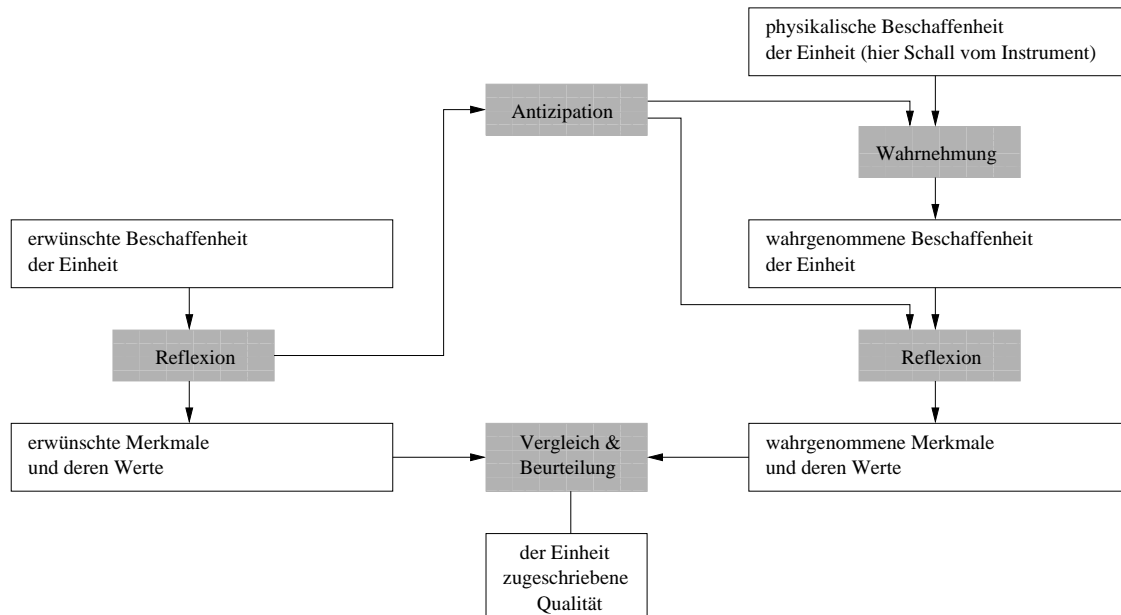 physikalische Beschaffenheit
der Einheit (hier Schall vom Instrument)
Antizipation
Wahrnehmung
erwünschte Beschaffenheit
der Einheit
wahrgenommene Beschaffenheit
der Einheit
Reflexion
Reflexion
erwünschte Merkmale
und deren Werte
Vergleich &
Beurteilung
wahrgenommene Merkmale
und deren Werte
der Einheit
zugeschriebene
Qualität